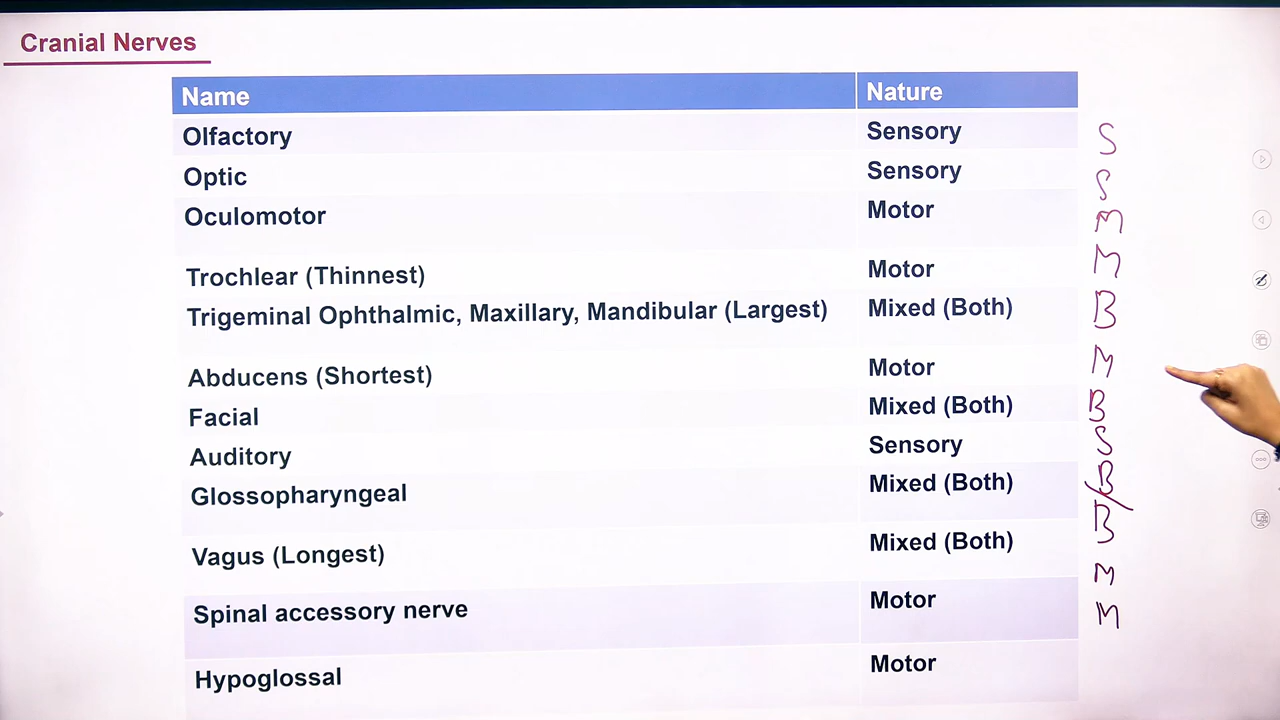 Cranial Nerves
Name Nature
Olfactory Sensory S
Optic Sensory S
Oculomotor Motor M
Trochlear (Thinnest) Motor M
Trigeminal Ophthalmic, Maxillary, Mandibular (Largest) Mixed (Both) B
Abducens (Shortest) Motor M
Facial Mixed (Both) B
Auditory Sensory S
Glossopharyngeal Mixed (Both) B
Vagus (Longest) Mixed (Both) B
Spinal accessory nerve Motor M
Hypoglossal Motor M